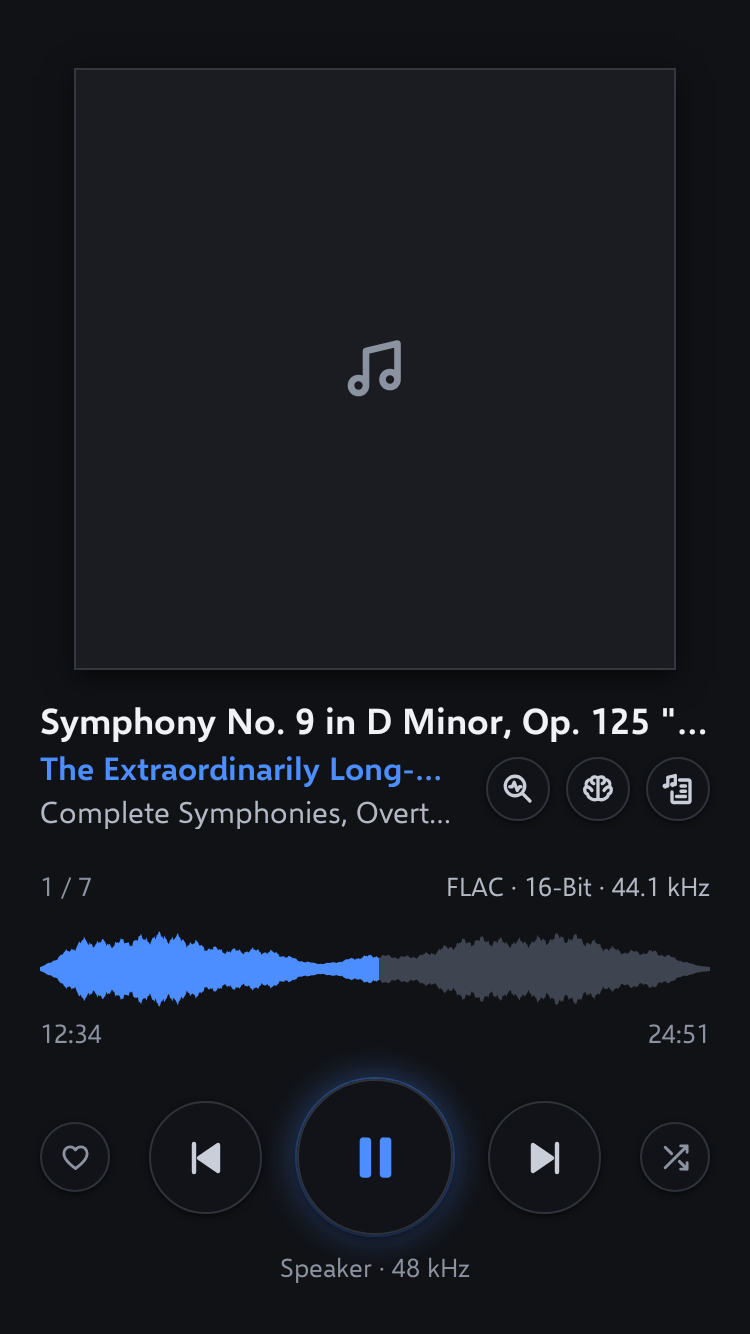 Symphony No. 9 in D Minor, Op. 125 "...
The Extraordinarily Long-...
Complete Symphonies, Overt...
1 / 7
FLAC · 16-Bit · 44.1 kHz
12:34
24:51
Speaker · 48 kHz